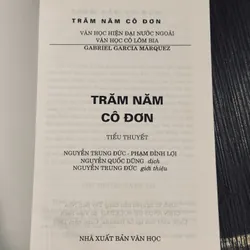 TRĂM NĂM CÔ ĐƠN
VĂN HỌC HIỆN ĐẠI NƯỚC NGOÀI
VĂN HỌC CÔ LÔM BIA
GABRIEL GARCIA MARQUEZ
TRĂM NĂM
CÔ ĐƠN
TIỂU THUYẾT
NGUYỄN TRUNG ĐỨC - PHẠM ĐÌNH LỢI
NGUYỄN QUỐC DŨNG dịch
NGUYỄN TRUNG ĐỨC giới thiệu
NHÀ XUẤT BẢN VĂN HỌC